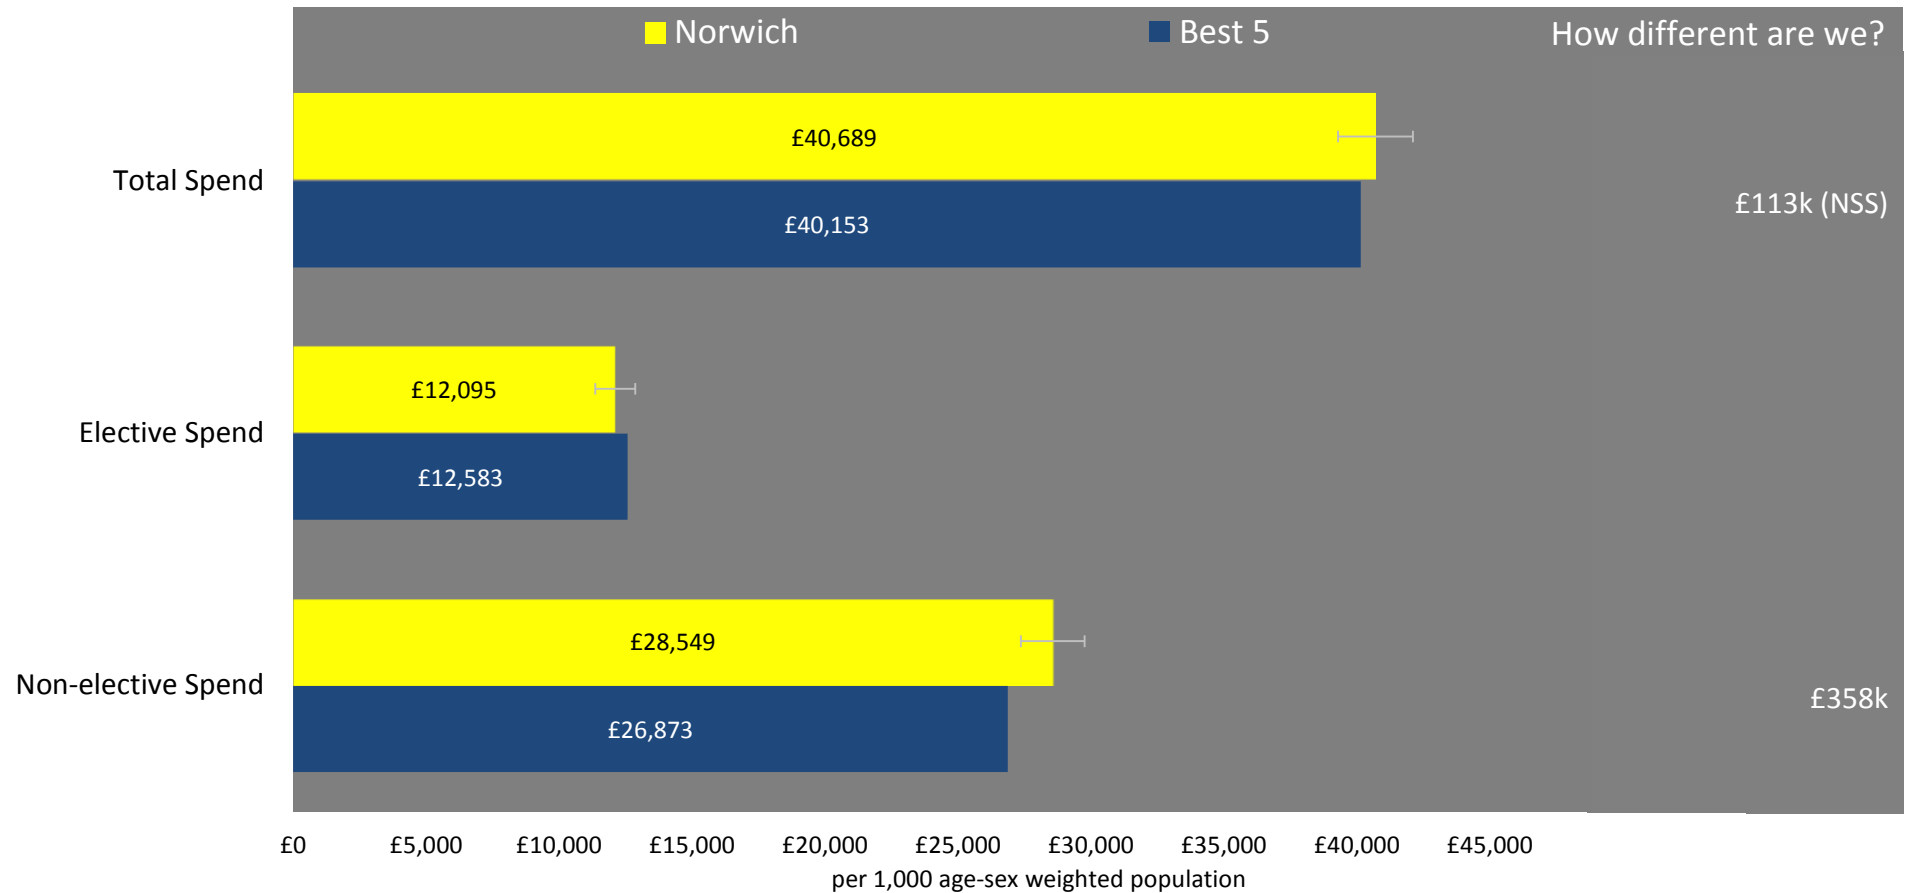 Norwich
Best 5
How different are we?
Total Spend
£40,689
£40,153
£113k (NSS)
Elective Spend
£12,095
£12,583
Non-elective Spend
£28,549
£26,873
£358k
£0 £5,000 £10,000 £15,000 £20,000 £25,000 £30,000 £35,000 £40,000 £45,000
per 1,000 age-sex weighted population